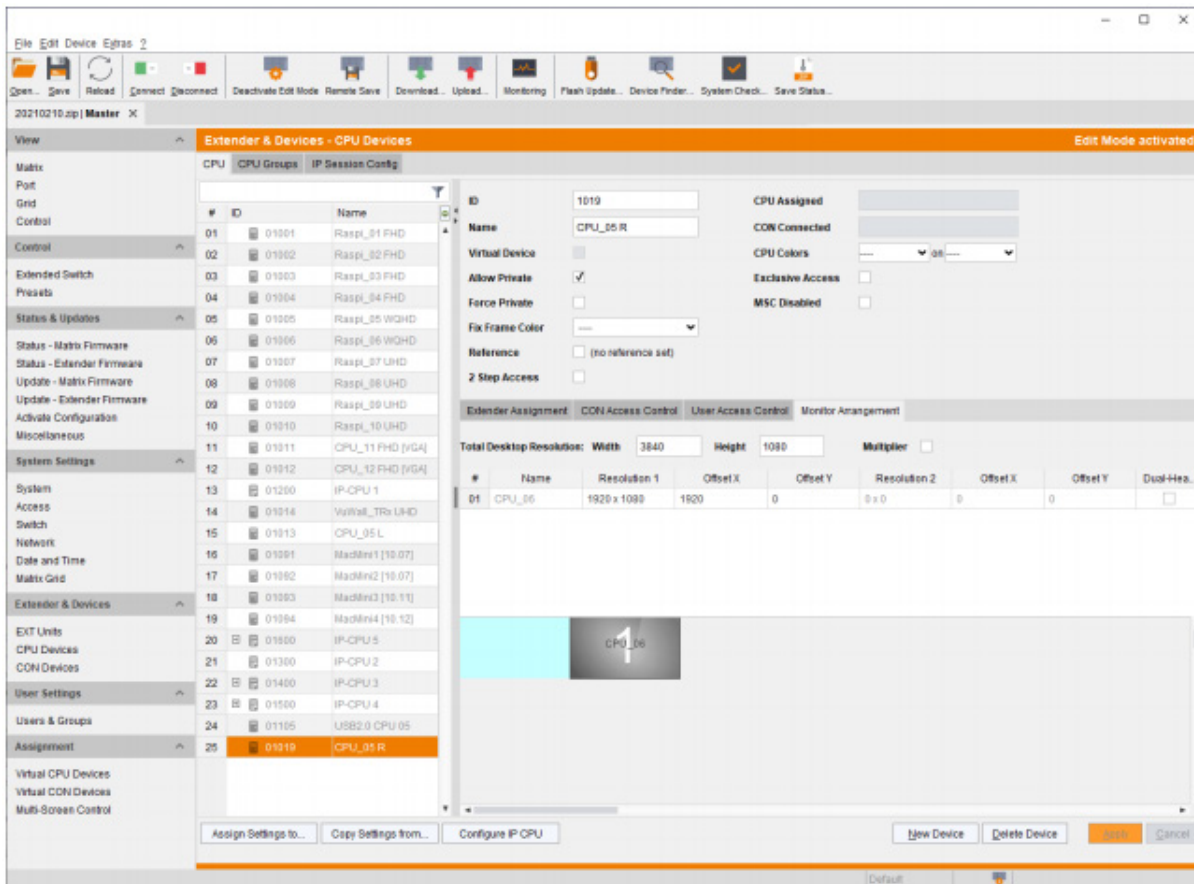 File Edit Device Extras ?
Open... Save Reload Connect Disconnect Deactivate Edit Mode Remote Save Download... Upload... Monitoring Flash Update... Device Finder... System Check... Save Status...
20210210.zip | Master X
View
Matrix
Port
Grid
Control
Control
Extended Switch
Presets
Status & Updates
Status - Matrix Firmware
Status - Extender Firmware
Update - Matrix Firmware
Update - Extender Firmware
Activate Configuration
Miscellaneous
System Settings
System
Access
Switch
Network
Date and Time
Matrix Grid
Extender & Devices
EXT Units
CPU Devices
CON Devices
User Settings
Users & Groups
Assignment
Virtual CPU Devices
Virtual CON Devices
Multi-Screen Control
Extender & Devices - CPU Devices Edit Mode activated
CPU CPU Groups IP Session Config
# ID Name
01 01001 Raspi_01 FHD
02 01002 Raspi_02 FHD
03 01003 Raspi_03 FHD
04 01004 Raspi_04 FHD
05 01005 Raspi_05 WQHD
06 01006 Raspi_06 WQHD
07 01007 Raspi_07 UHD
08 01008 Raspi_08 UHD
09 01009 Raspi_09 UHD
10 01010 Raspi_10 UHD
11 01011 CPU_11 FHD [VGA]
12 01012 CPU_12 FHD [VGA]
13 01200 IP-CPU 1
14 01014 VuWall_TRx UHD
15 01013 CPU_05 L
16 01091 MacMini1 [10.07]
17 01092 MacMini2 [10.07]
18 01093 MacMini3 [10.11]
19 01094 MacMini4 [10.12]
20 01600 IP-CPU 5
21 01300 IP-CPU 2
22 01400 IP-CPU 3
23 01500 IP-CPU 4
24 01105 USB2.0 CPU 05
25 01019 CPU_05 R
ID 1019 CPU Assigned
Name CPU_05 R CON Connected
Virtual Device CPU Colors ---- on ----
Allow Private Exclusive Access
Force Private MSC Disabled
Fix Frame Color ----
Reference (no reference set)
2 Step Access
Extender Assignment CON Access Control User Access Control Monitor Arrangement
Total Desktop Resolution: Width 3840 Height 1080 Multiplier
# Name Resolution 1 Offset X Offset Y Resolution 2 Offset X Offset Y Dual-Hea...
01 CPU_06 1920 x 1080 1920 0 0 x 0 0 0
1
CPU_06
Assign Settings to... Copy Settings from... Configure IP CPU New Device Delete Device Apply Cancel
Default